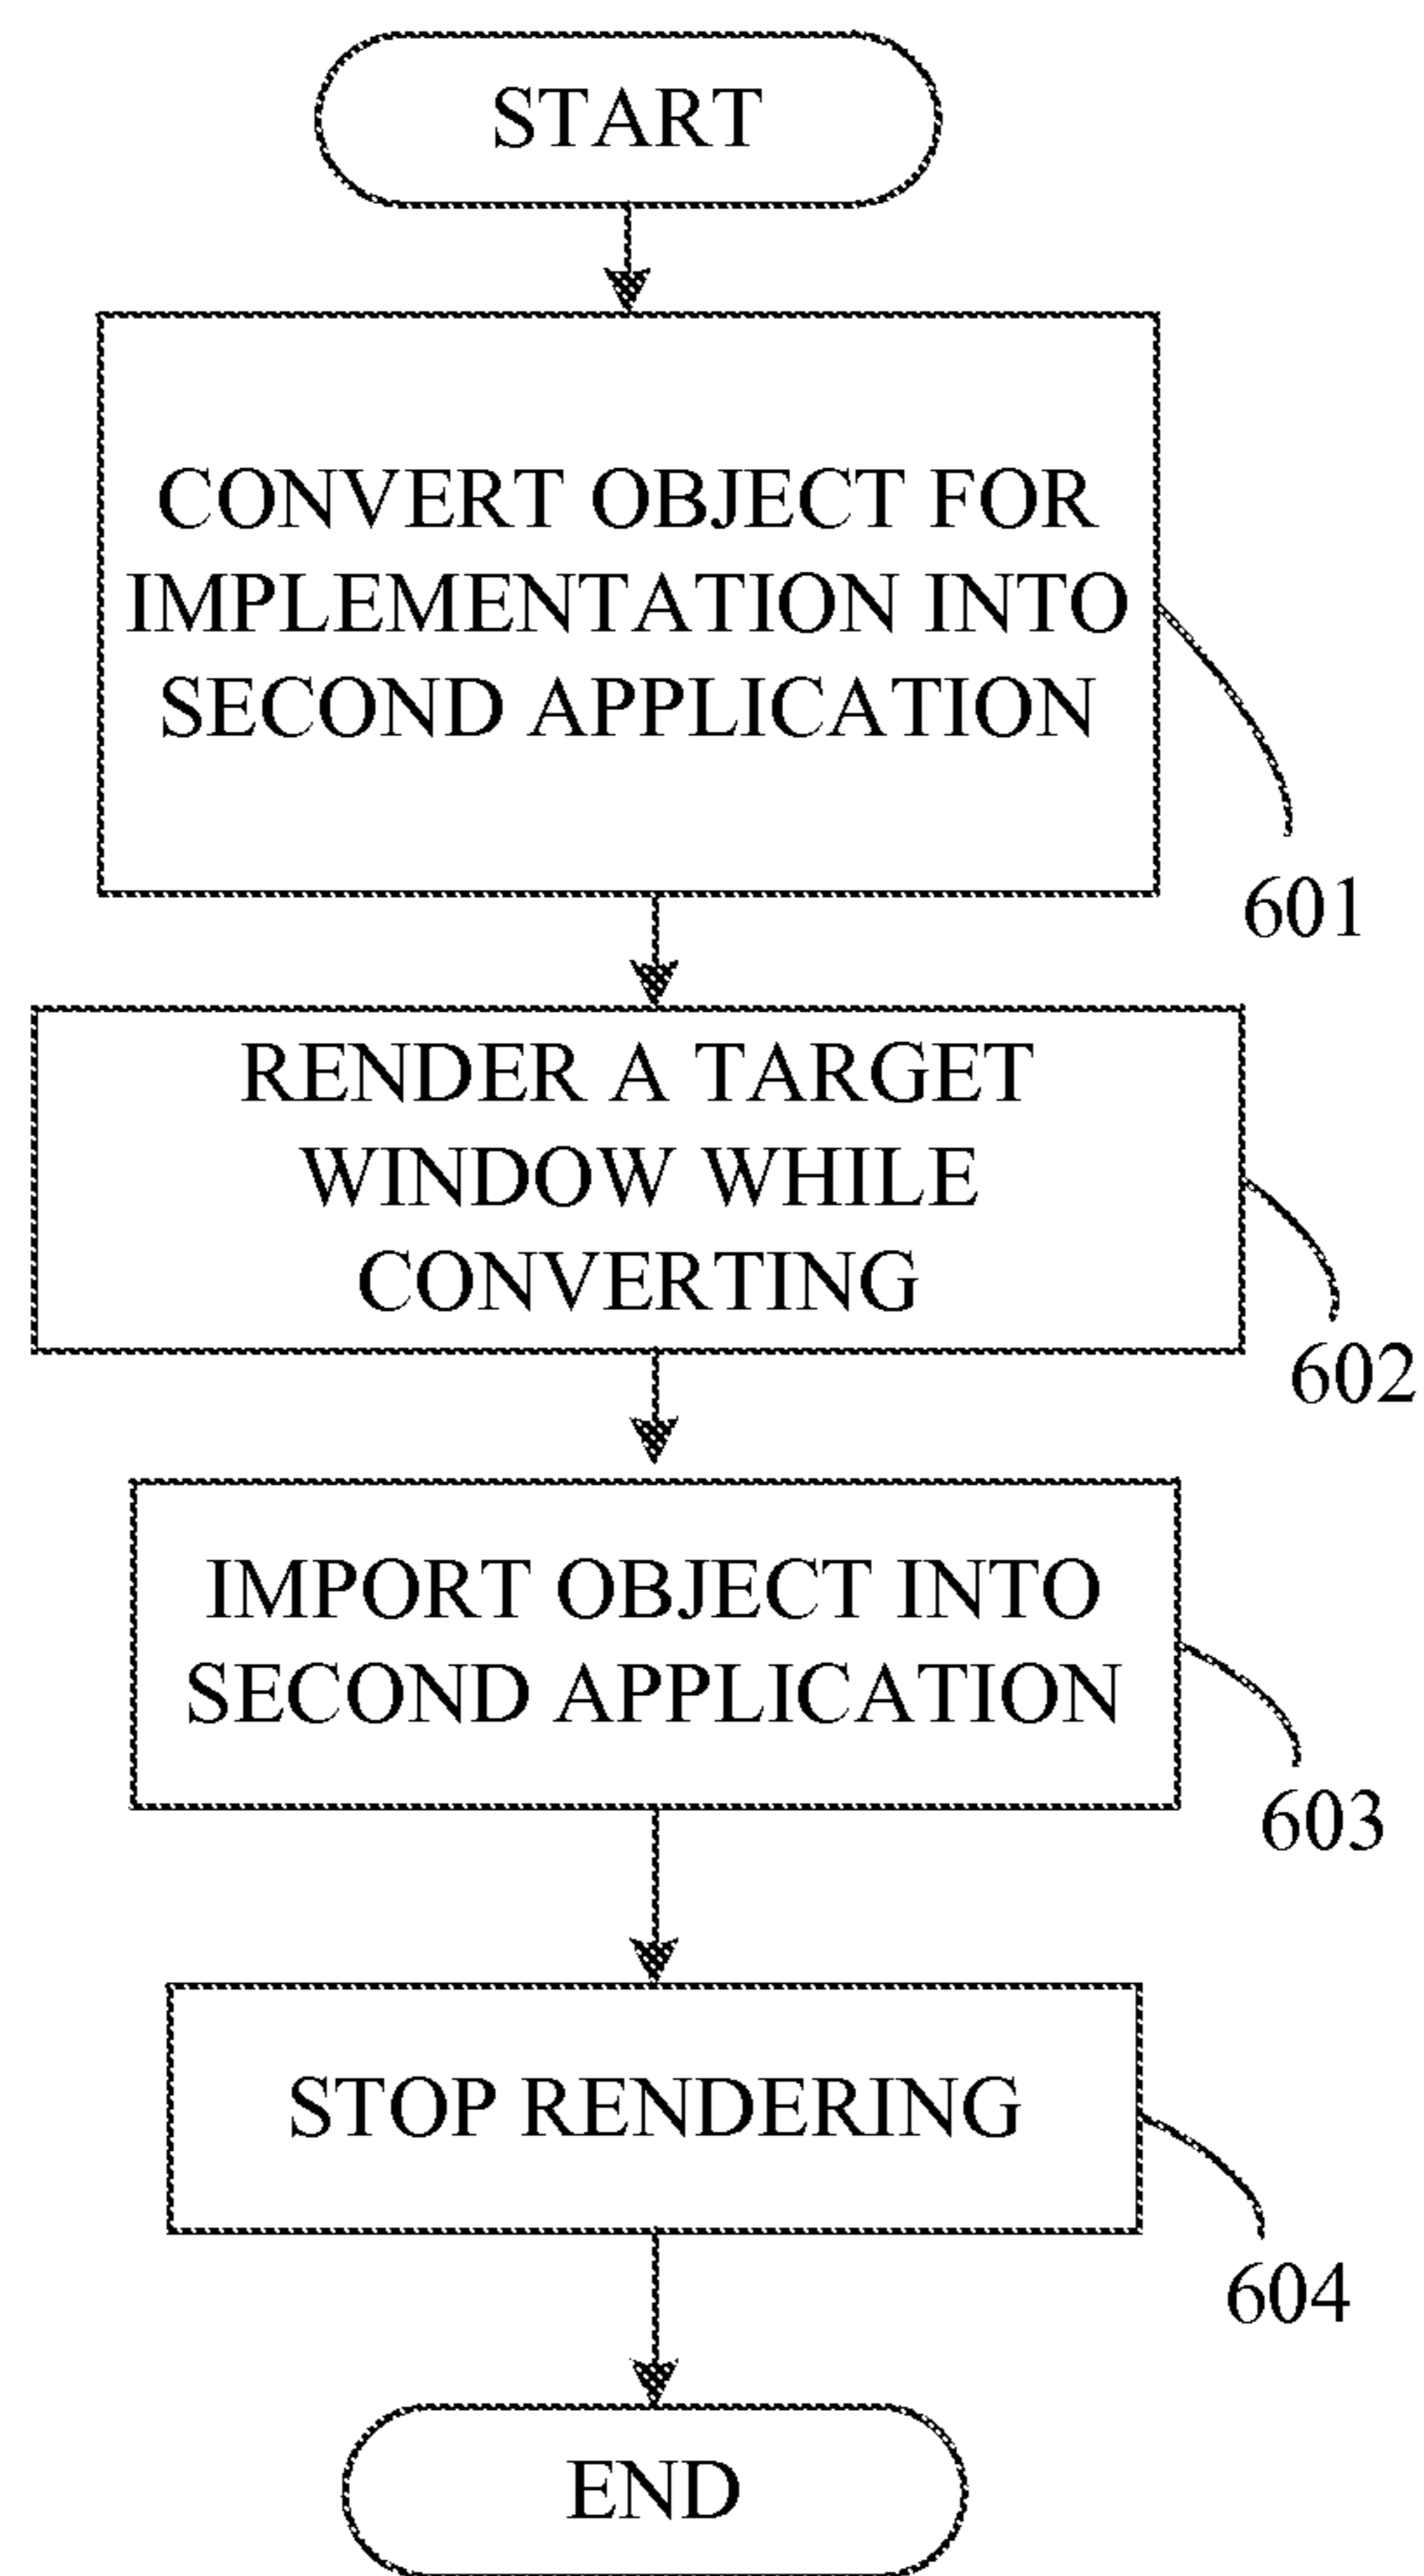 START
CONVERT OBJECT FOR
IMPLEMENTATION INTO
SECOND APPLICATION
601
RENDER A TARGET
WINDOW WHILE
CONVERTING
602
IMPORT OBJECT INTO
SECOND APPLICATION
603
STOP RENDERING
604
END